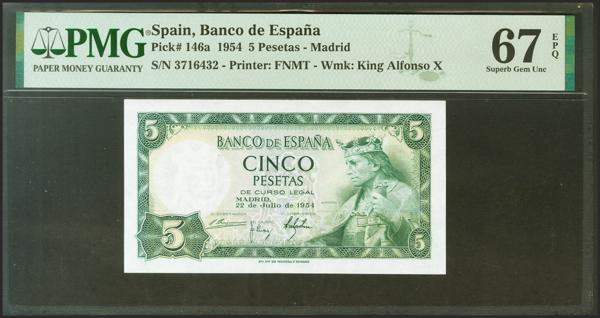 PMG
PAPER MONEY GUARANTY
Spain, Banco de España
Pick# 146a 1954 5 Pesetas - Madrid
S/N 3716432 - Printer: FNMT - Wmk: King Alfonso X
67 EPQ
Superb Gem Unc
5
5
BANCO DE ESPAÑA
CINCO
PESETAS
DE CURSO LEGAL
MADRID,
22 de Julio de 1954
5
5